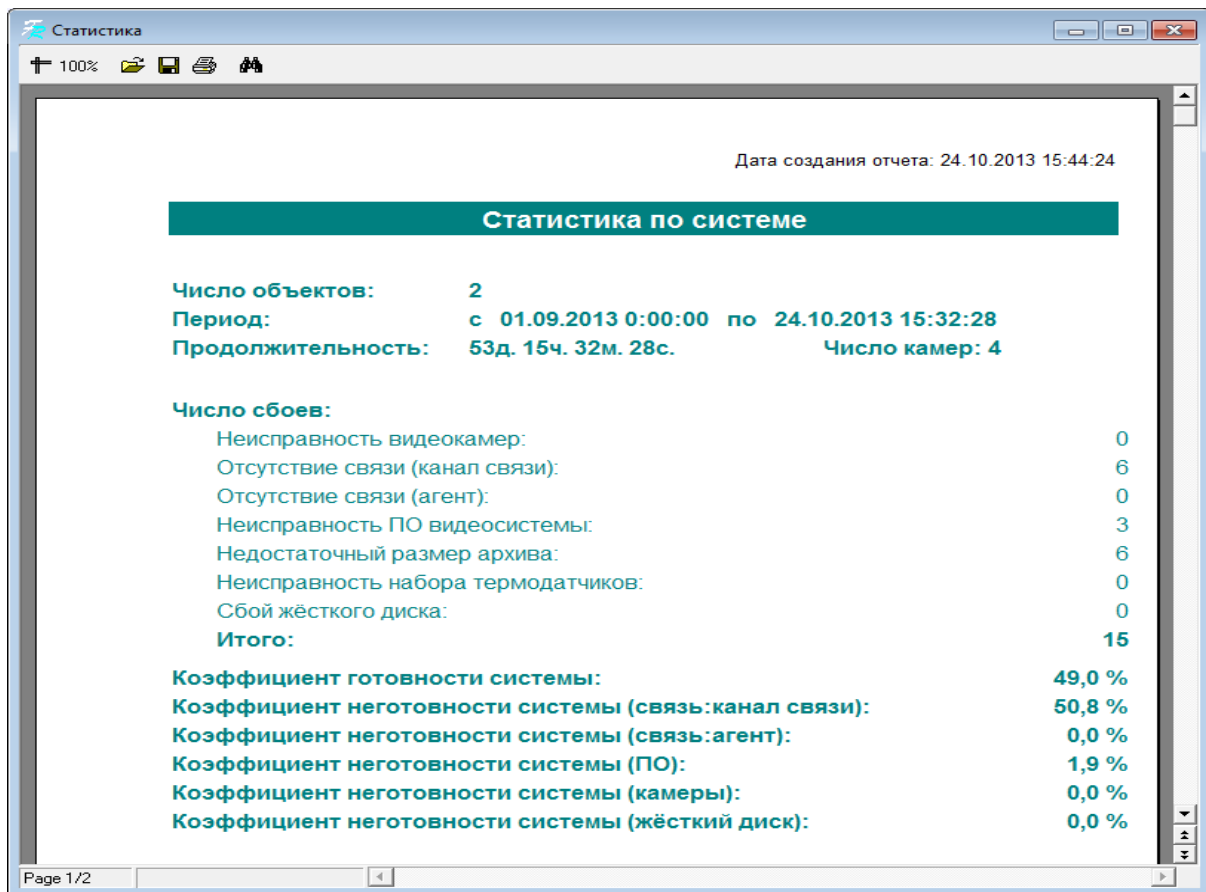 Статистика
100%
Дата создания отчета: 24.10.2013 15:44:24
Статистика по системе
Число объектов: 2
Период: с 01.09.2013 0:00:00 по 24.10.2013 15:32:28
Продолжительность: 53д. 15ч. 32м. 28с. Число камер: 4
Число сбоев:
Неисправность видеокамер: 0
Отсутствие связи (канал связи): 6
Отсутствие связи (агент): 0
Неисправность ПО видеосистемы: 3
Недостаточный размер архива: 6
Неисправность набора термодатчиков: 0
Сбой жёсткого диска: 0
Итого: 15
Коэффициент готовности системы: 49,0 %
Коэффициент неготовности системы (связь:канал связи): 50,8 %
Коэффициент неготовности системы (связь:агент): 0,0 %
Коэффициент неготовности системы (ПО): 1,9 %
Коэффициент неготовности системы (камеры): 0,0 %
Коэффициент неготовности системы (жёсткий диск): 0,0 %
Page 1/2